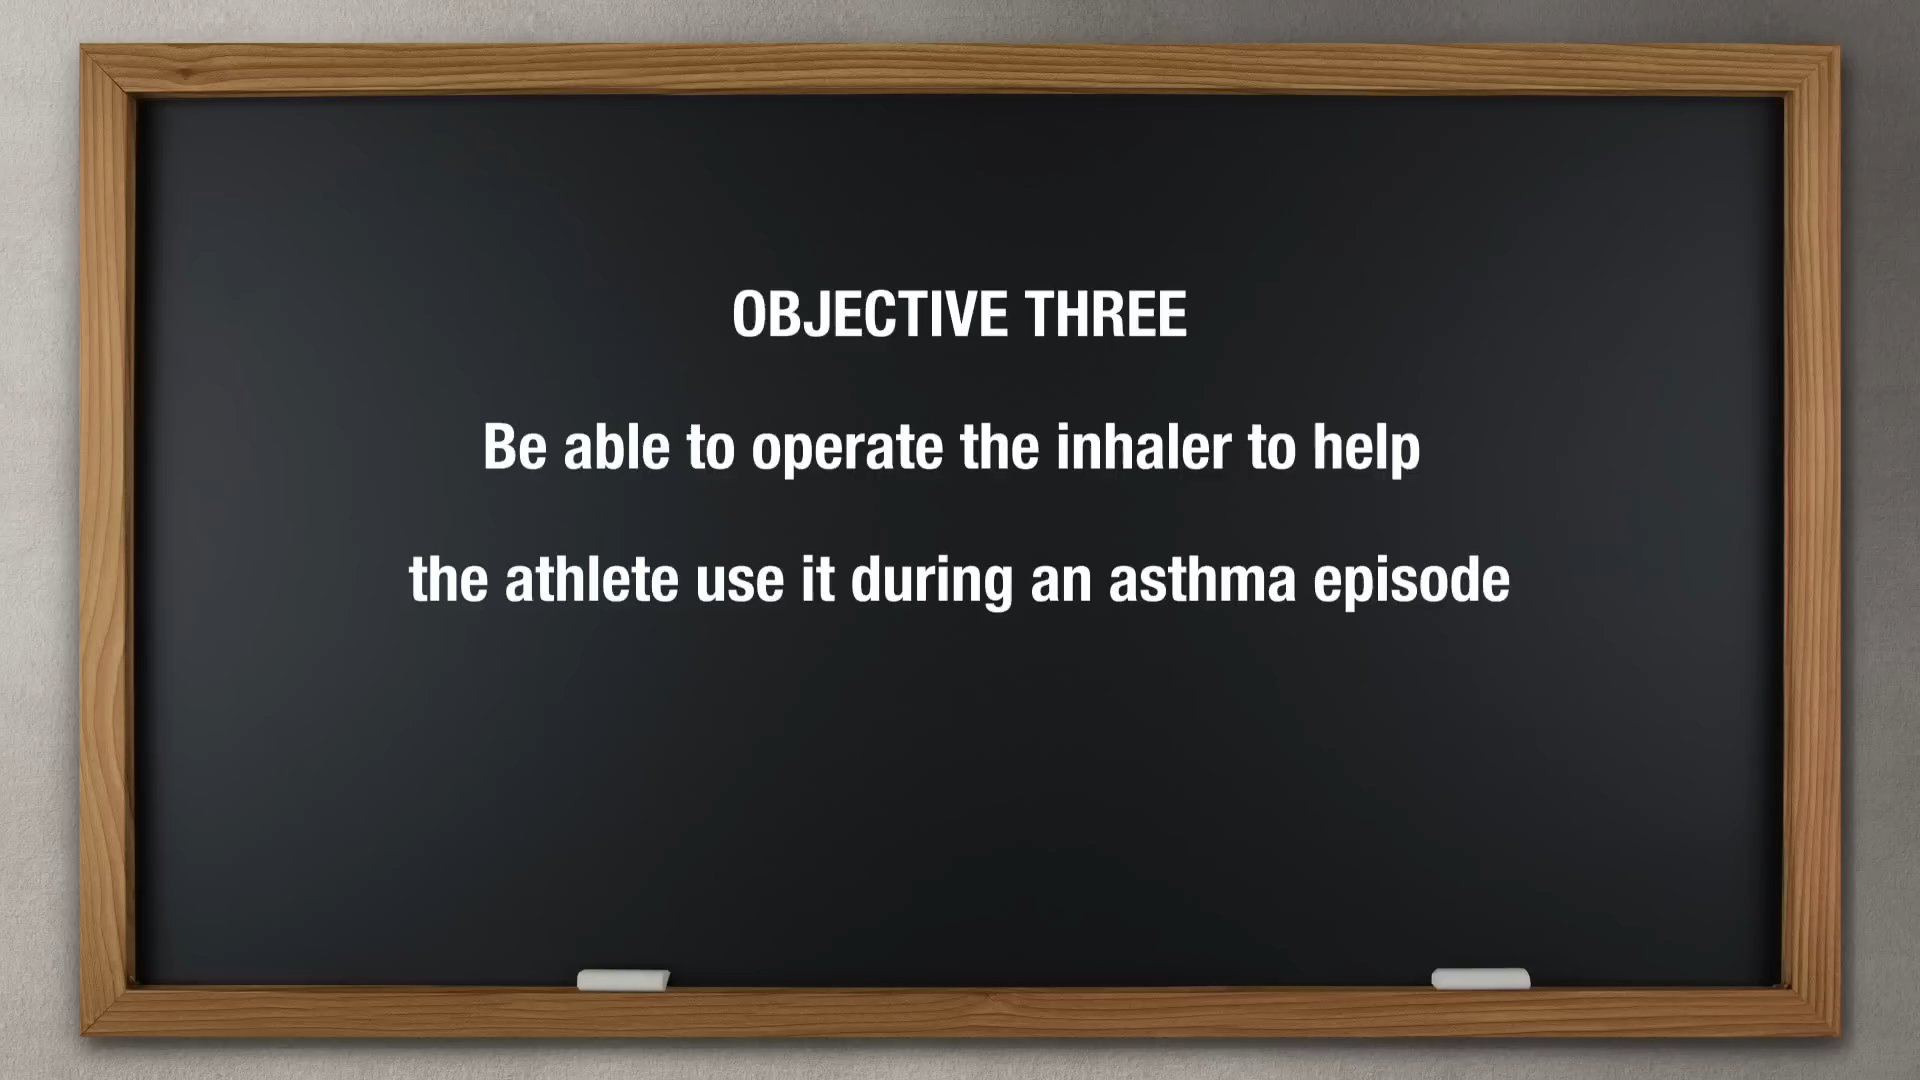 OBJECTIVE THREE
Be able to operate the inhaler to help
the athlete use it during an asthma episode